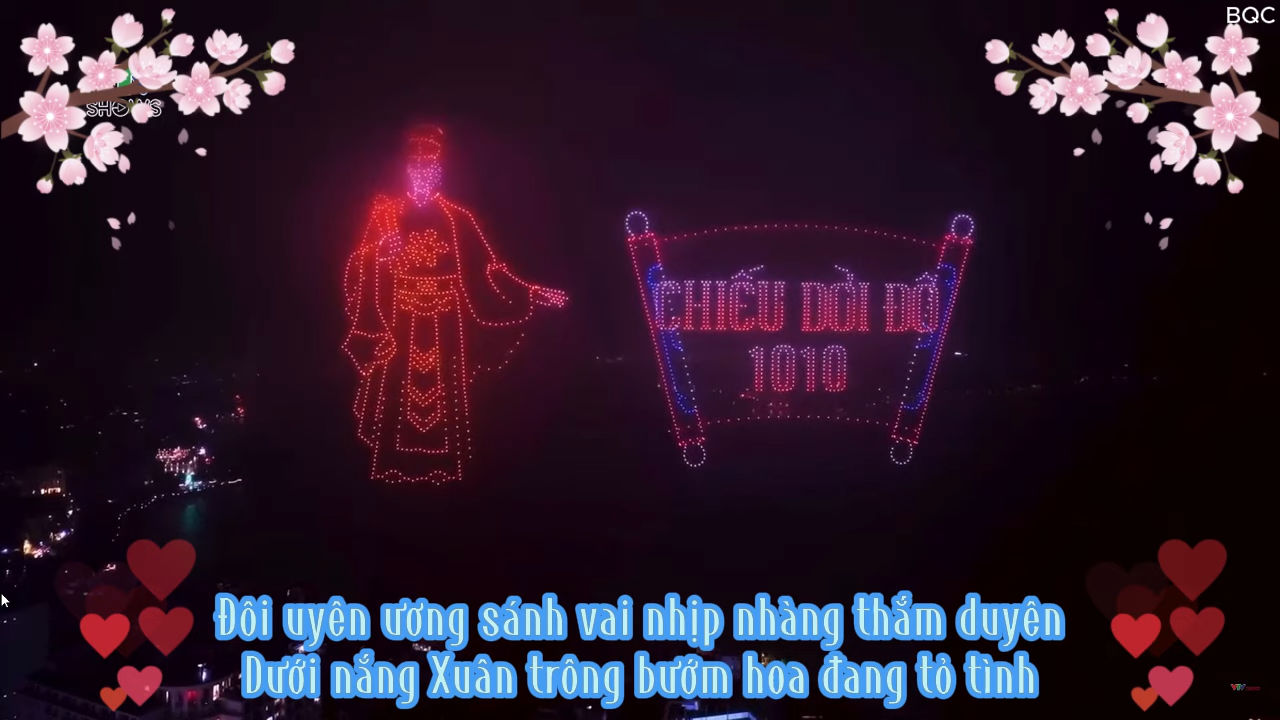 BQC
SHOWS
CHIẾU DỜI ĐÔ
1010
Đôi uyên ương sánh vai nhịp nhàng thắm duyên
Dưới nắng Xuân trông bướm hoa đang tỏ tình